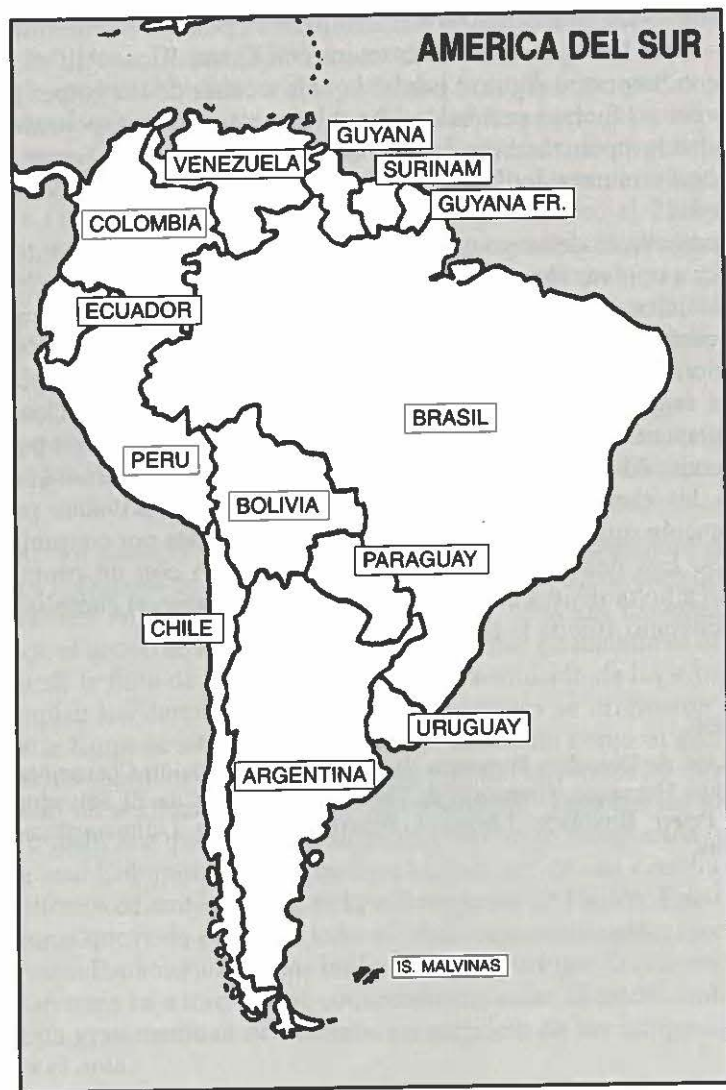 AMERICA DEL SUR
GUYANA
VENEZUELA
SURINAM
GUYANA FR.
COLOMBIA
ECUADOR
BRASIL
PERU
BOLIVIA
PARAGUAY
CHILE
URUGUAY
ARGENTINA
IS. MALVINAS